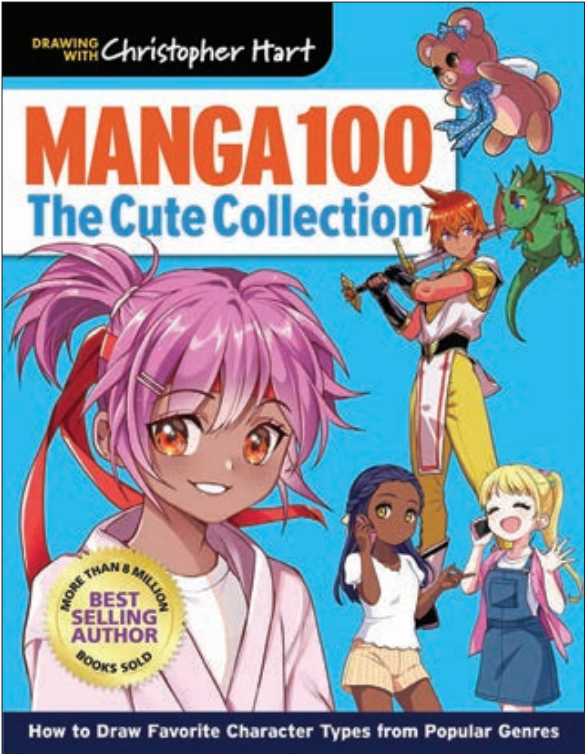 DRAWING
WITH Christopher Hart
MANGA 100
The Cute Collection
MORE THAN 8 MILLION
BEST
SELLING
AUTHOR
BOOKS SOLD
How to Draw Favorite Character Types from Popular Genres